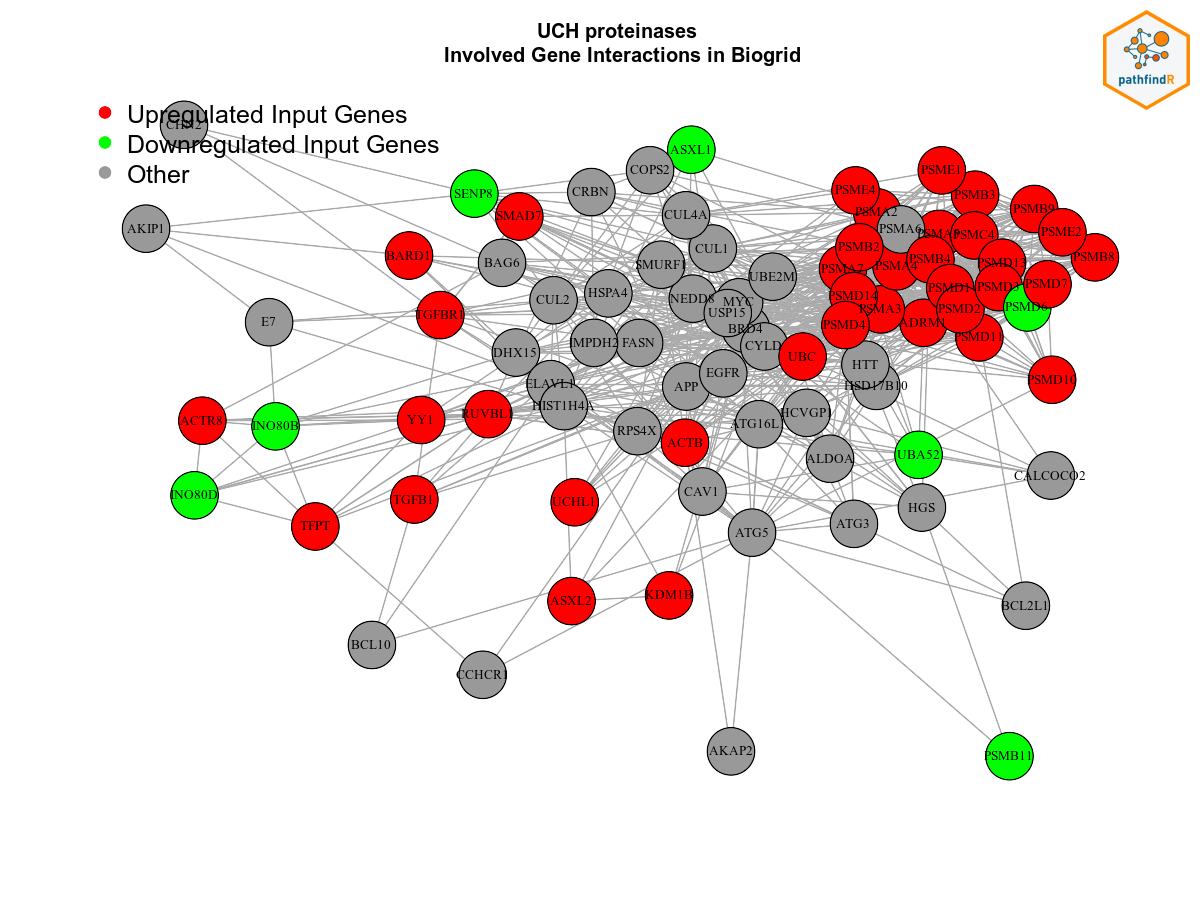 UCH proteinases
Involved Gene Interactions in Biogrid
pathfindR
Upregulated Input Genes
Downregulated Input Genes
Other
CHN2
ASXL1
COPS2
PSME1
CRBN
SENP8
PSME4
PSMB3
PSMA2
PSMB9
SMAD7
CUL4A
AKIP1
PSMA6
PSMC4
PSME2
PSMB2
CUL1
BARD1
PSMB8
BAG6
SMURF1
PSMB4
PSMD13
PSMA7
PSMA4
UBE2M
PSMD7
PSMD3
PSMD1
HSPA4
CUL2
NEDD8
MYC
PSMD14
PSMD6
PSMA3
PSMD2
USP15
TGFBR1
E7
PSMD4
ADRM1
BRD4
PSMD11
IMPDH2
FASN
CYLD
DHX15
UBC
HTT
EGFR
PSMD10
ELAVL1
APP
HSD17B10
HIST1H4A
HCVGP1
RUVBL1
ACTR8
YY1
INO80B
ATG16L1
RPS4X
ACTB
UBA52
ALDOA
CALCOCO2
CAV1
INO80D
TGFB1
UCHL1
HGS
TFPT
ATG3
ATG5
KDM1B
ASXL2
BCL2L1
BCL10
CCHCR1
AKAP2
PSMB11